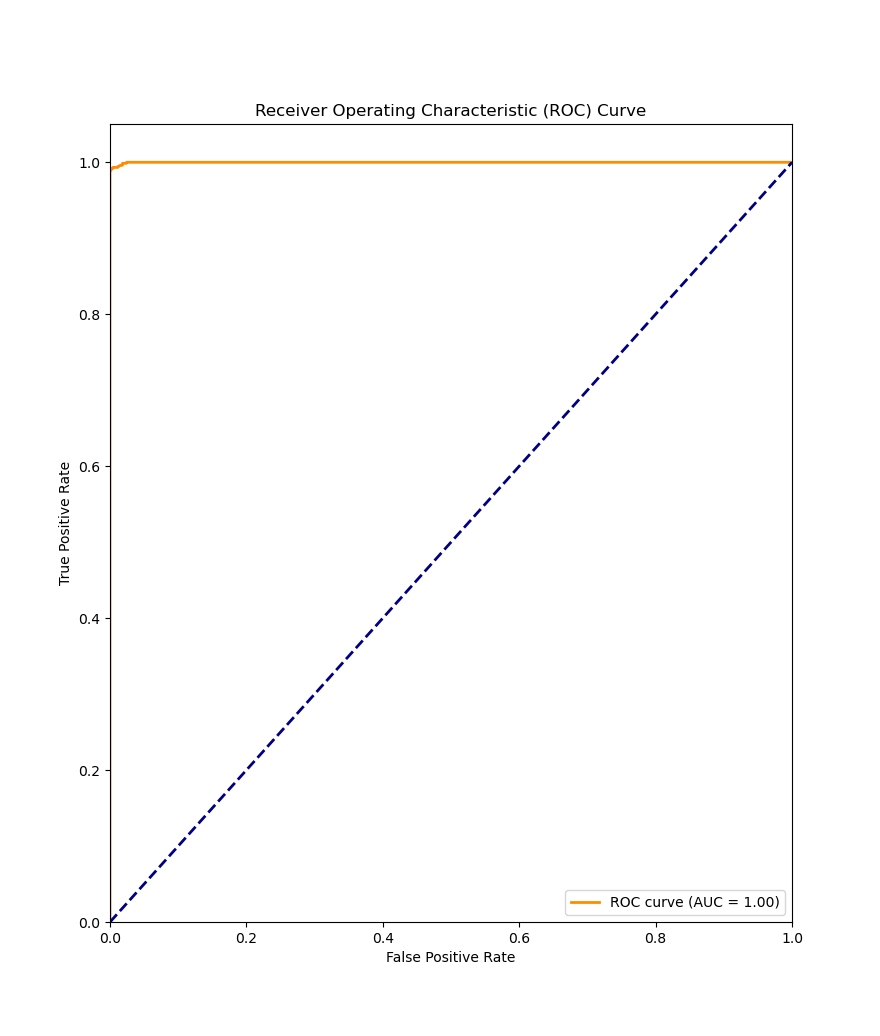 Receiver Operating Characteristic (ROC) Curve
1.0
0.8
0.6
0.4
0.2
0.0
True Positive Rate
0.0 0.2 0.4 0.6 0.8 1.0
False Positive Rate
ROC curve (AUC = 1.00)